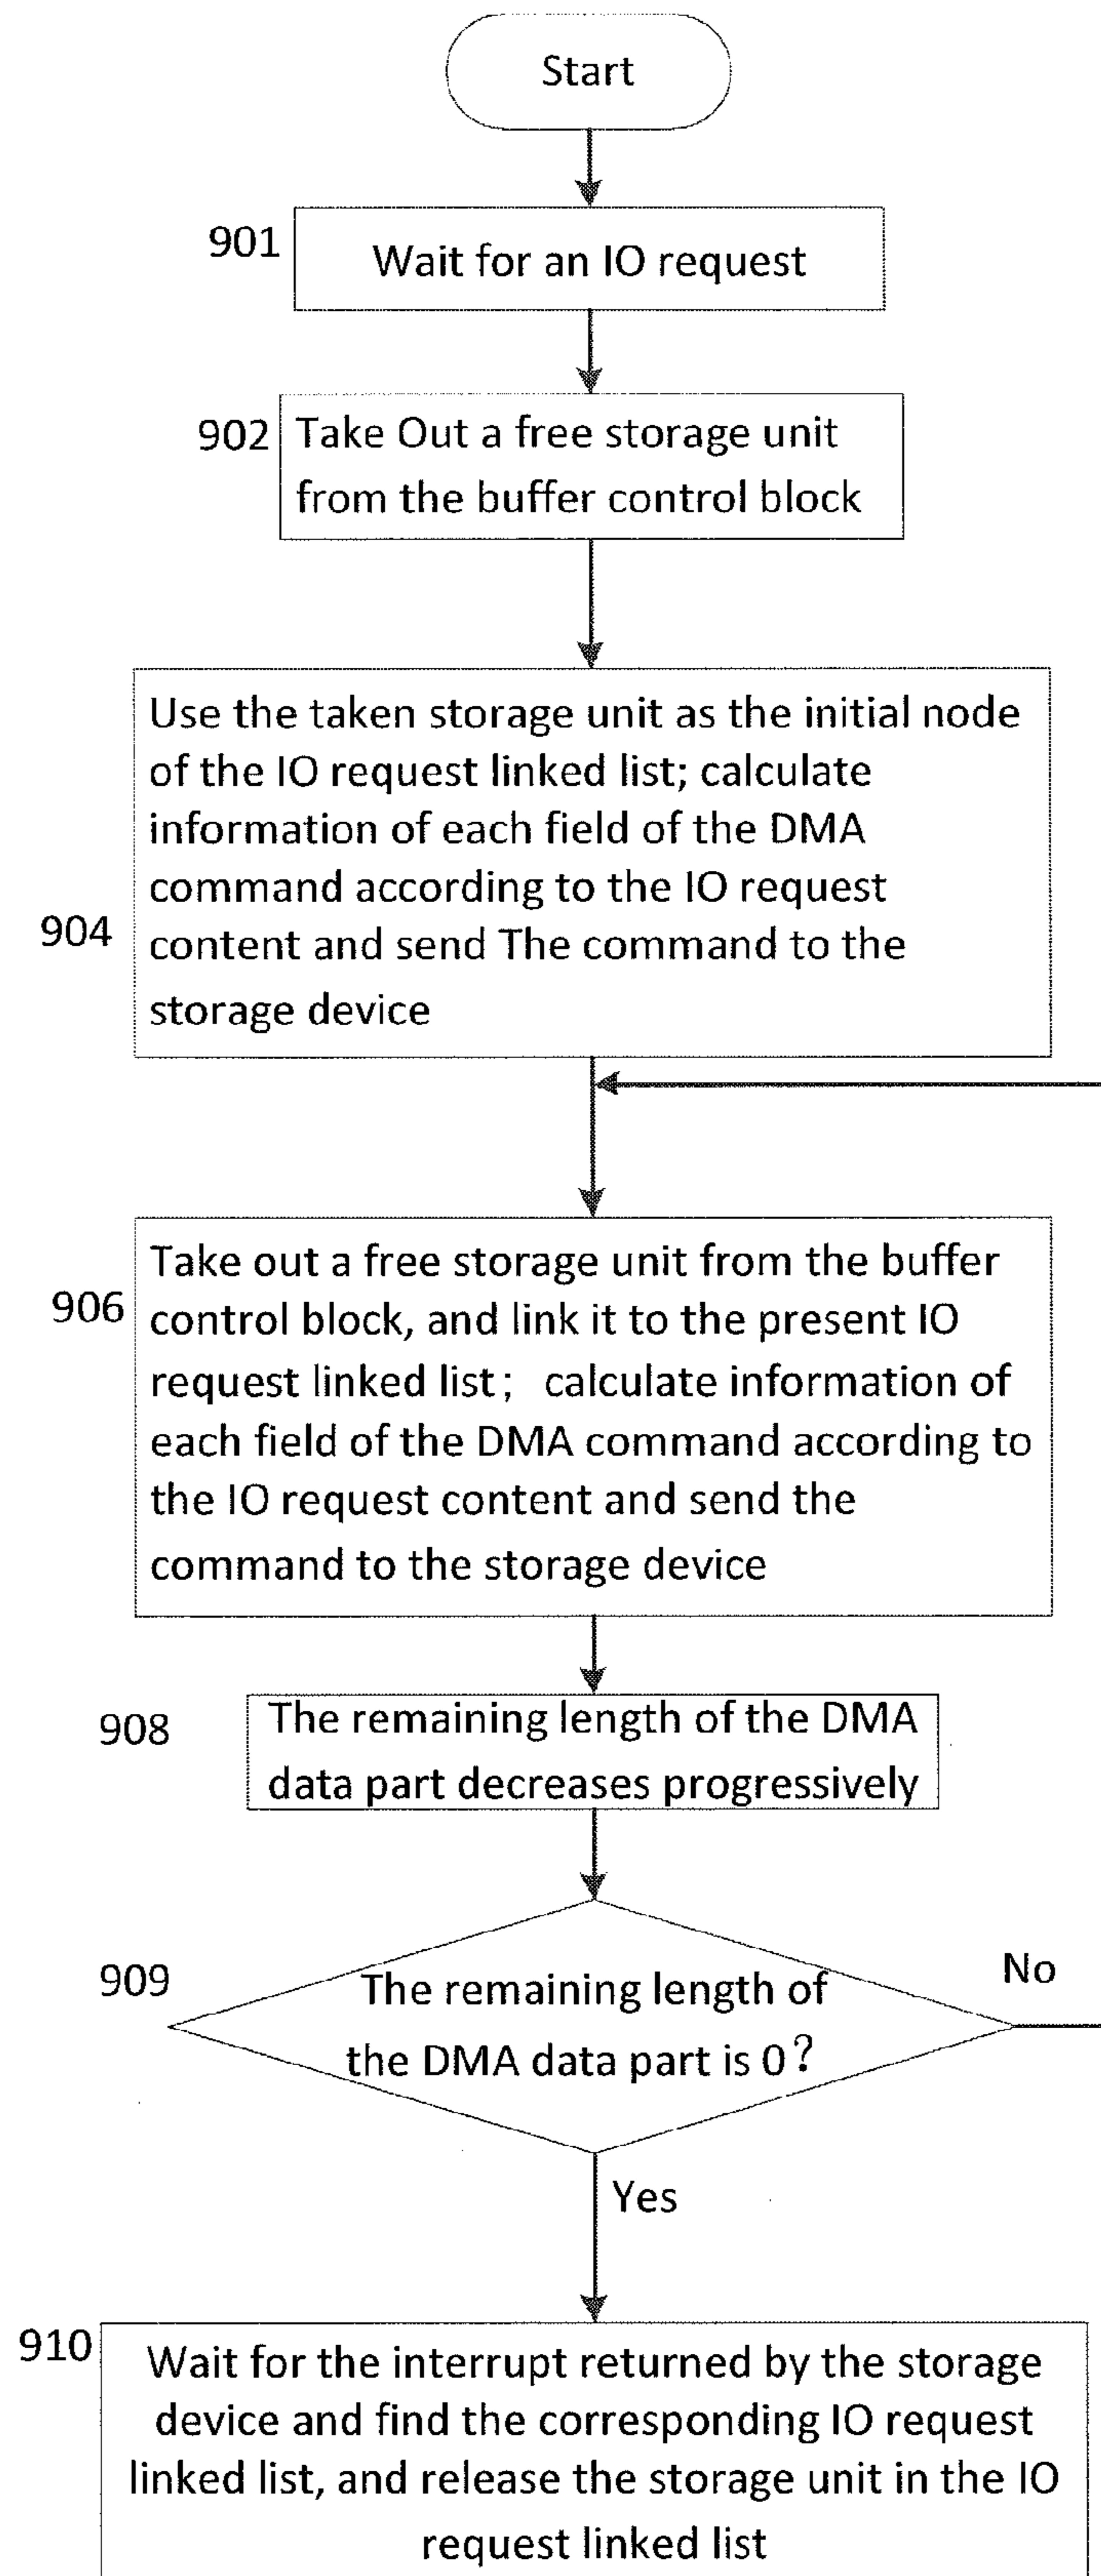 Start
901
Wait for an IO request
902
Take Out a free storage unit
from the buffer control block
Use the taken storage unit as the initial node
of the IO request linked list; calculate
information of each field of the DMA
command according to the IO request
904
content and send The command to the
storage device
Take out a free storage unit from the buffer
906
control block, and link it to the present IO
request linked list; calculate information of
each field of the DMA command according to
the IO request content and send the
command to the storage device
908
The remaining length of the DMA
data part decreases progressively
909
The remaining length of
the DMA data part is 0?
No
Yes
910
Wait for the interrupt returned by the storage
device and find the corresponding IO request
linked list, and release the storage unit in the IO
request linked list